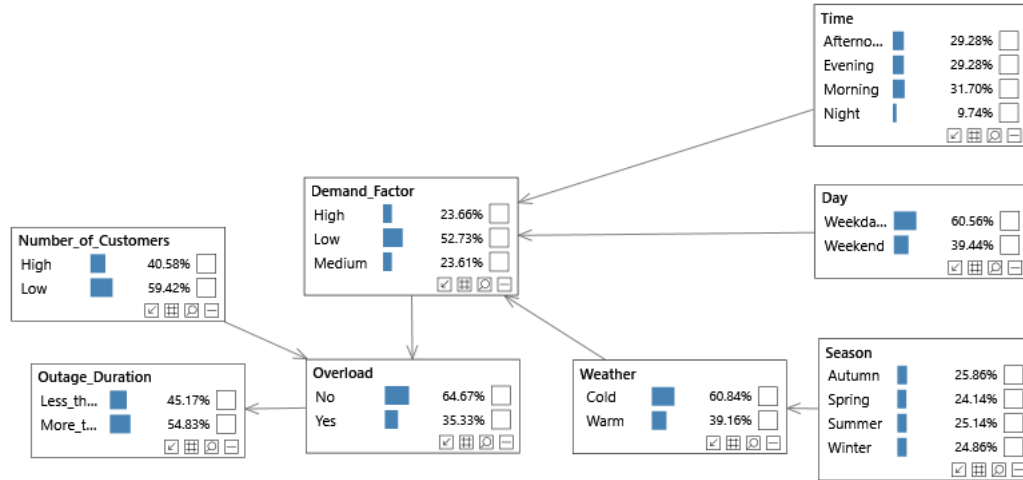 Time
Afterno... 29.28%
Evening 29.28%
Morning 31.70%
Night 9.74%
Demand_Factor
High 23.66%
Low 52.73%
Medium 23.61%
Day
Weekda... 60.56%
Weekend 39.44%
Number_of_Customers
High 40.58%
Low 59.42%
Outage_Duration
Less_th... 45.17%
More_t... 54.83%
Overload
No 64.67%
Yes 35.33%
Weather
Cold 60.84%
Warm 39.16%
Season
Autumn 25.86%
Spring 24.14%
Summer 25.14%
Winter 24.86%